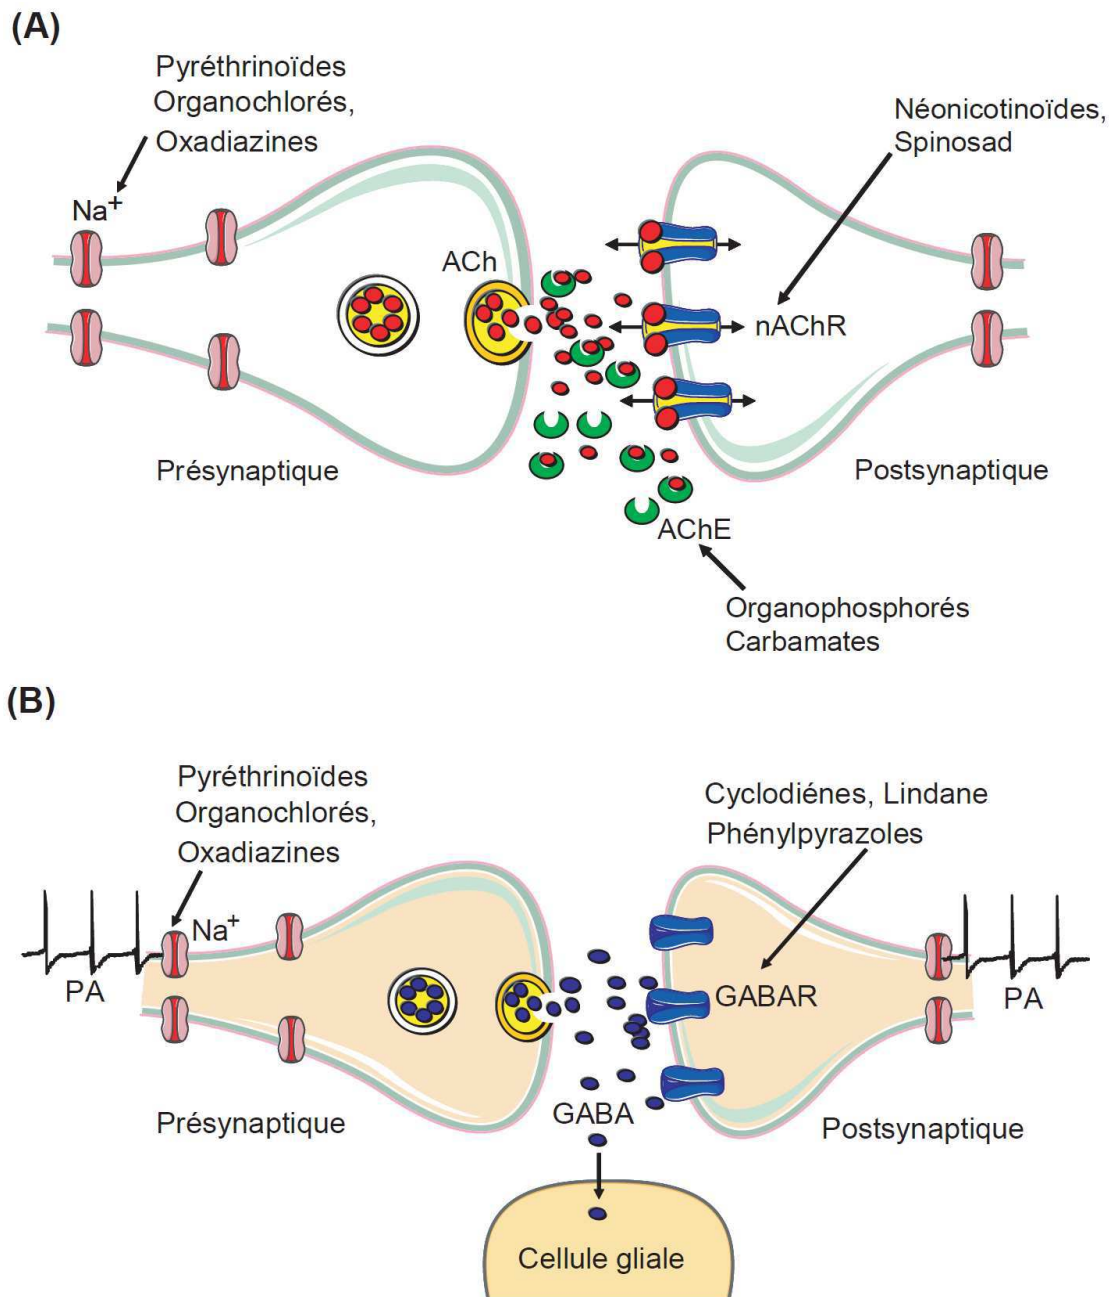 (A)
Pyréthrinoïdes
Organochlorés,
Oxadiazines
Néonicotinoïdes,
Spinosad
Na+
ACh
nAChR
Présynaptique
Postsynaptique
AChE
Organophosphorés
Carbamates
(B)
Pyréthrinoïdes
Organochlorés,
Oxadiazines
Cyclodiénes, Lindane
Phénylpyrazoles
Na+
PA
GABAR
PA
GABA
Présynaptique
Postsynaptique
Cellule gliale